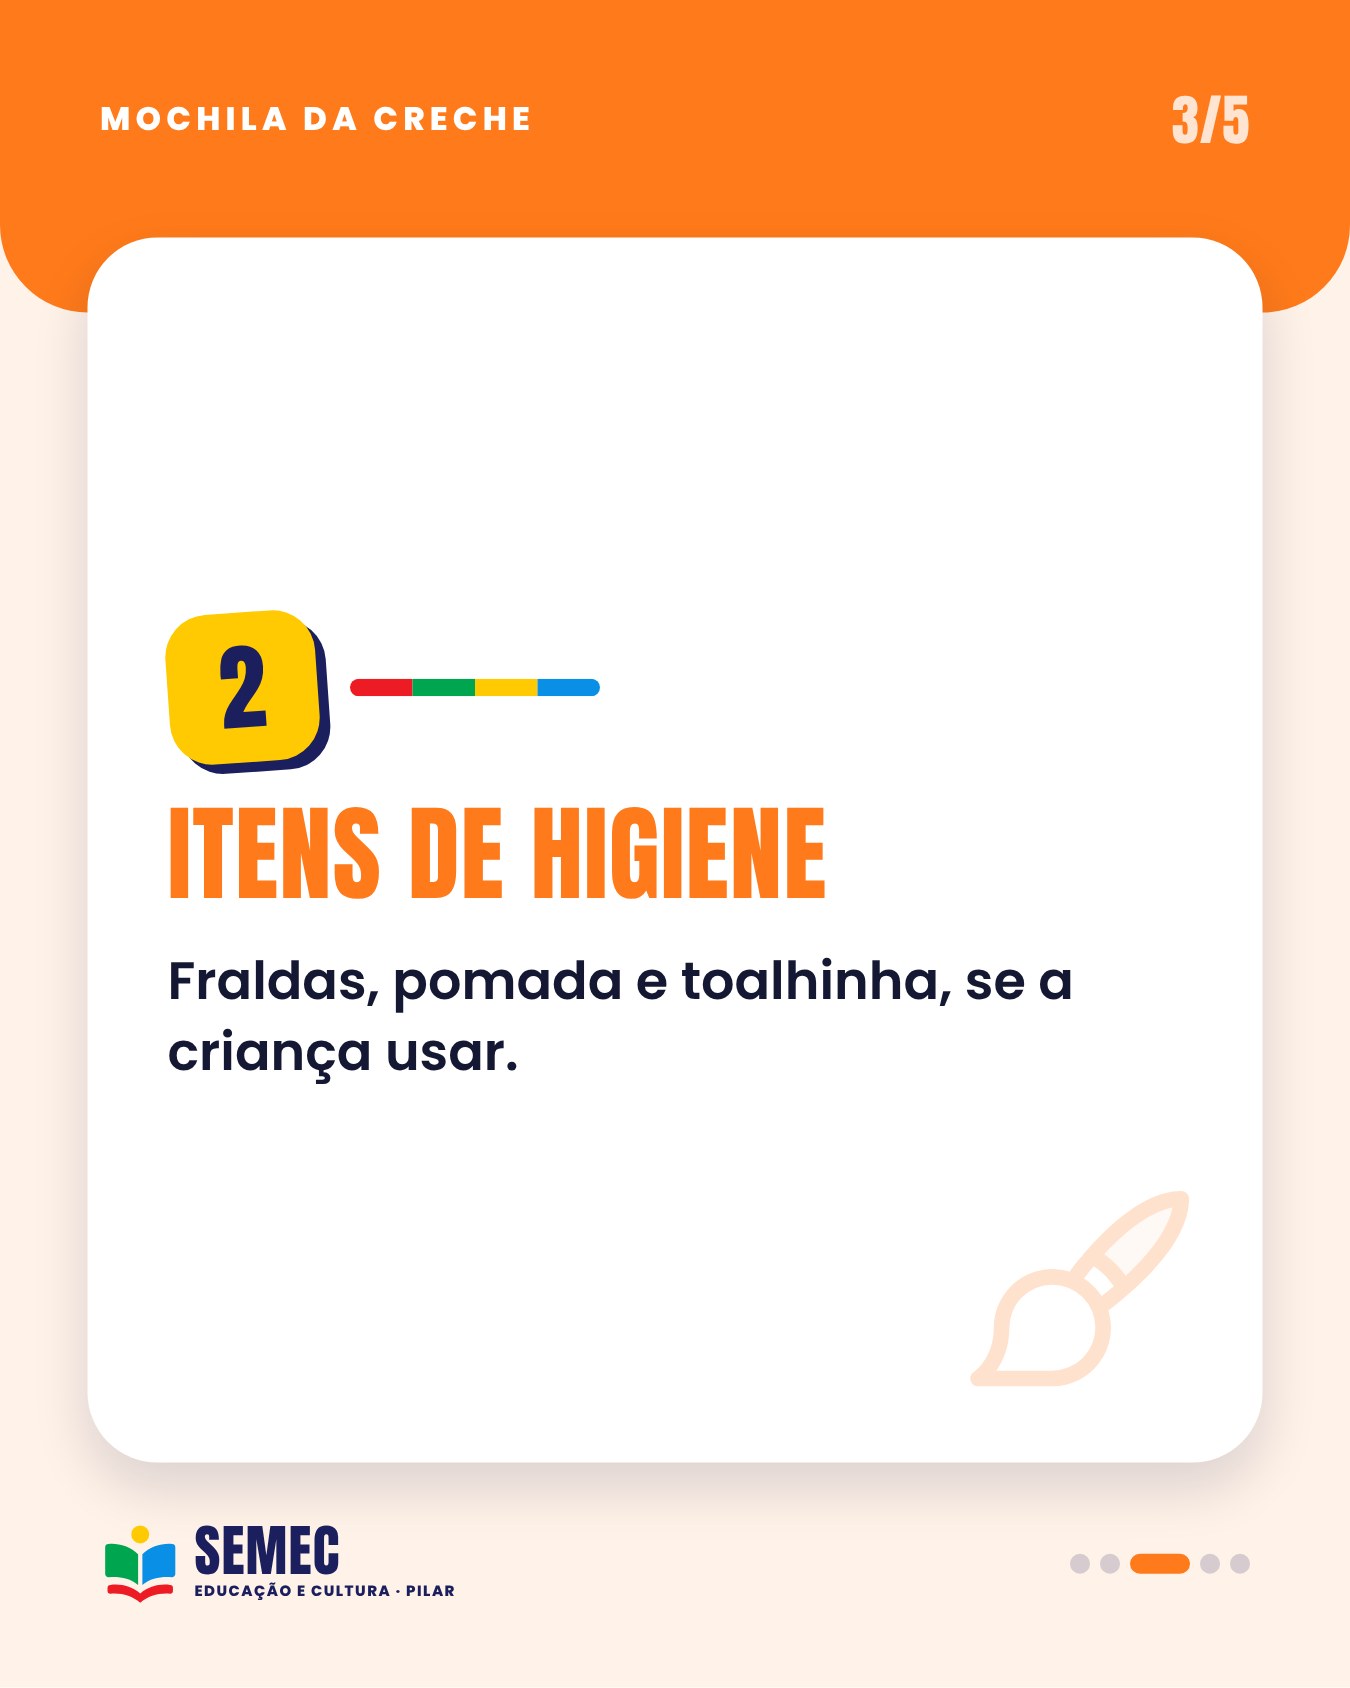 MOCHILA DA CRECHE
3/5
2
ITENS DE HIGIENE
Fraldas, pomada e toalhinha, se a
criança usar.
SEMEC
EDUCAÇÃO E CULTURA · PILAR